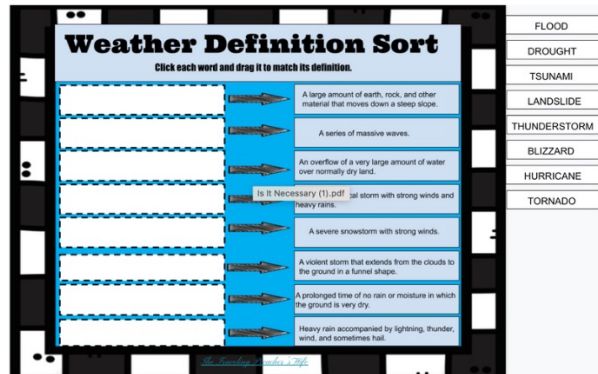 Weather Definition Sort
Click each word and drag it to match its definition.
A large amount of earth, rock, and other
material that moves down a steep slope.
A series of massive waves.
An overflow of a very large amount of water
over normally dry land.
Is It Necessary (1).pdf
cal storm with strong winds and
heavy rains.
A severe snowstorm with strong winds.
A violent storm that extends from the clouds to
the ground in a funnel shape.
A prolonged time of no rain or moisture in which
the ground is very dry.
Heavy rain accompanied by lightning, thunder,
wind, and sometimes hail.
The Traveling Teacher's Wife
FLOOD
DROUGHT
TSUNAMI
LANDSLIDE
THUNDERSTORM
BLIZZARD
HURRICANE
TORNADO